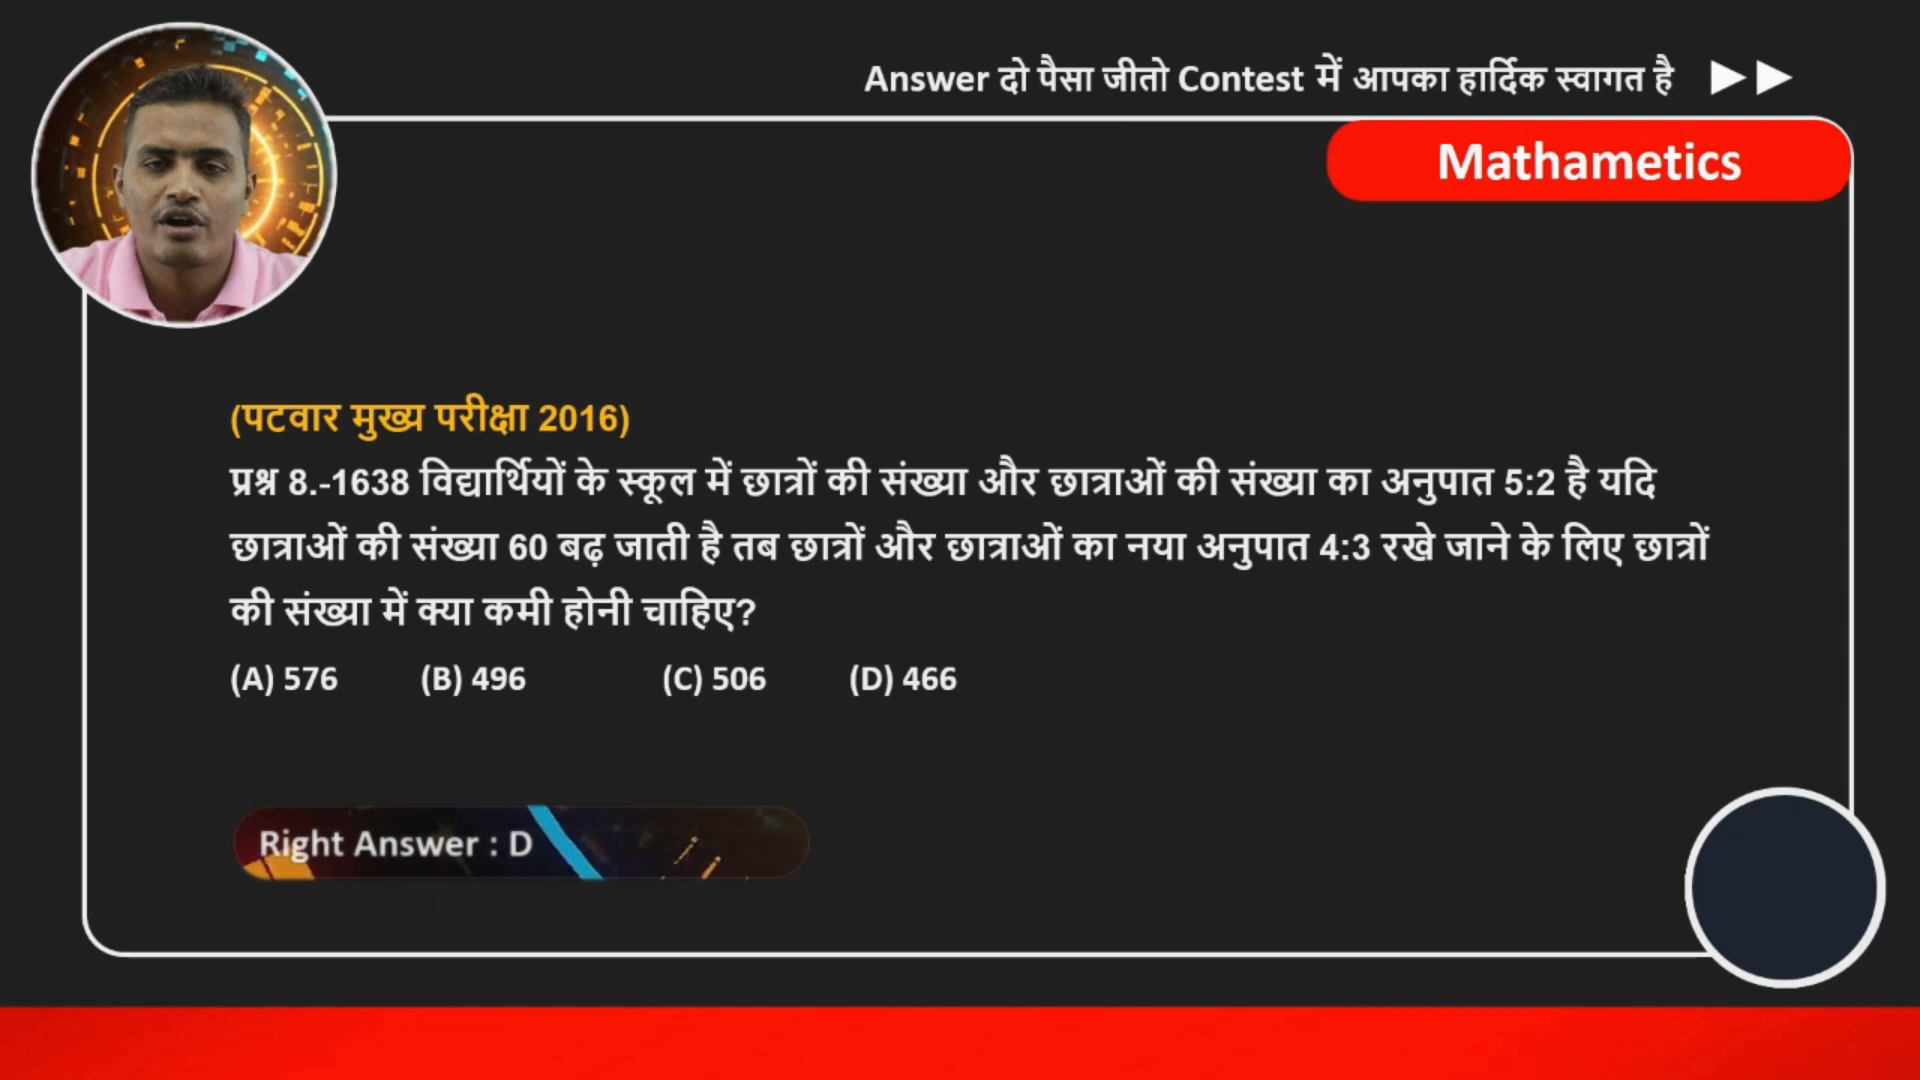 Answer दो पैसा जीतो Contest में आपका हार्दिक स्वागत है
Mathametics
(पटवार मुख्य परीक्षा 2016)
प्रश्न 8.-1638 विद्यार्थियों के स्कूल में छात्रों की संख्या और छात्राओं की संख्या का अनुपात 5:2 है यदि
छात्राओं की संख्या 60 बढ़ जाती है तब छात्रों और छात्राओं का नया अनुपात 4:3 रखे जाने के लिए छात्रों
की संख्या में क्या कमी होनी चाहिए?
(A) 576 (B) 496 (C) 506 (D) 466
Right Answer : D